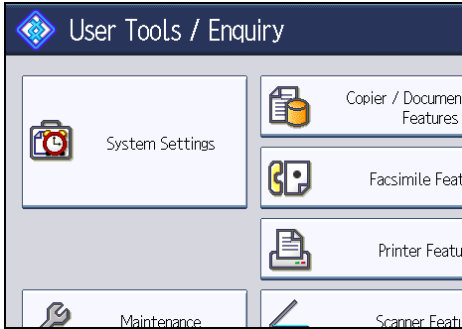 User Tools / Enquiry
System Settings
Copier / Documen
Features
Facsimile Feat
Printer Featu
Maintenance
Scanner Featu